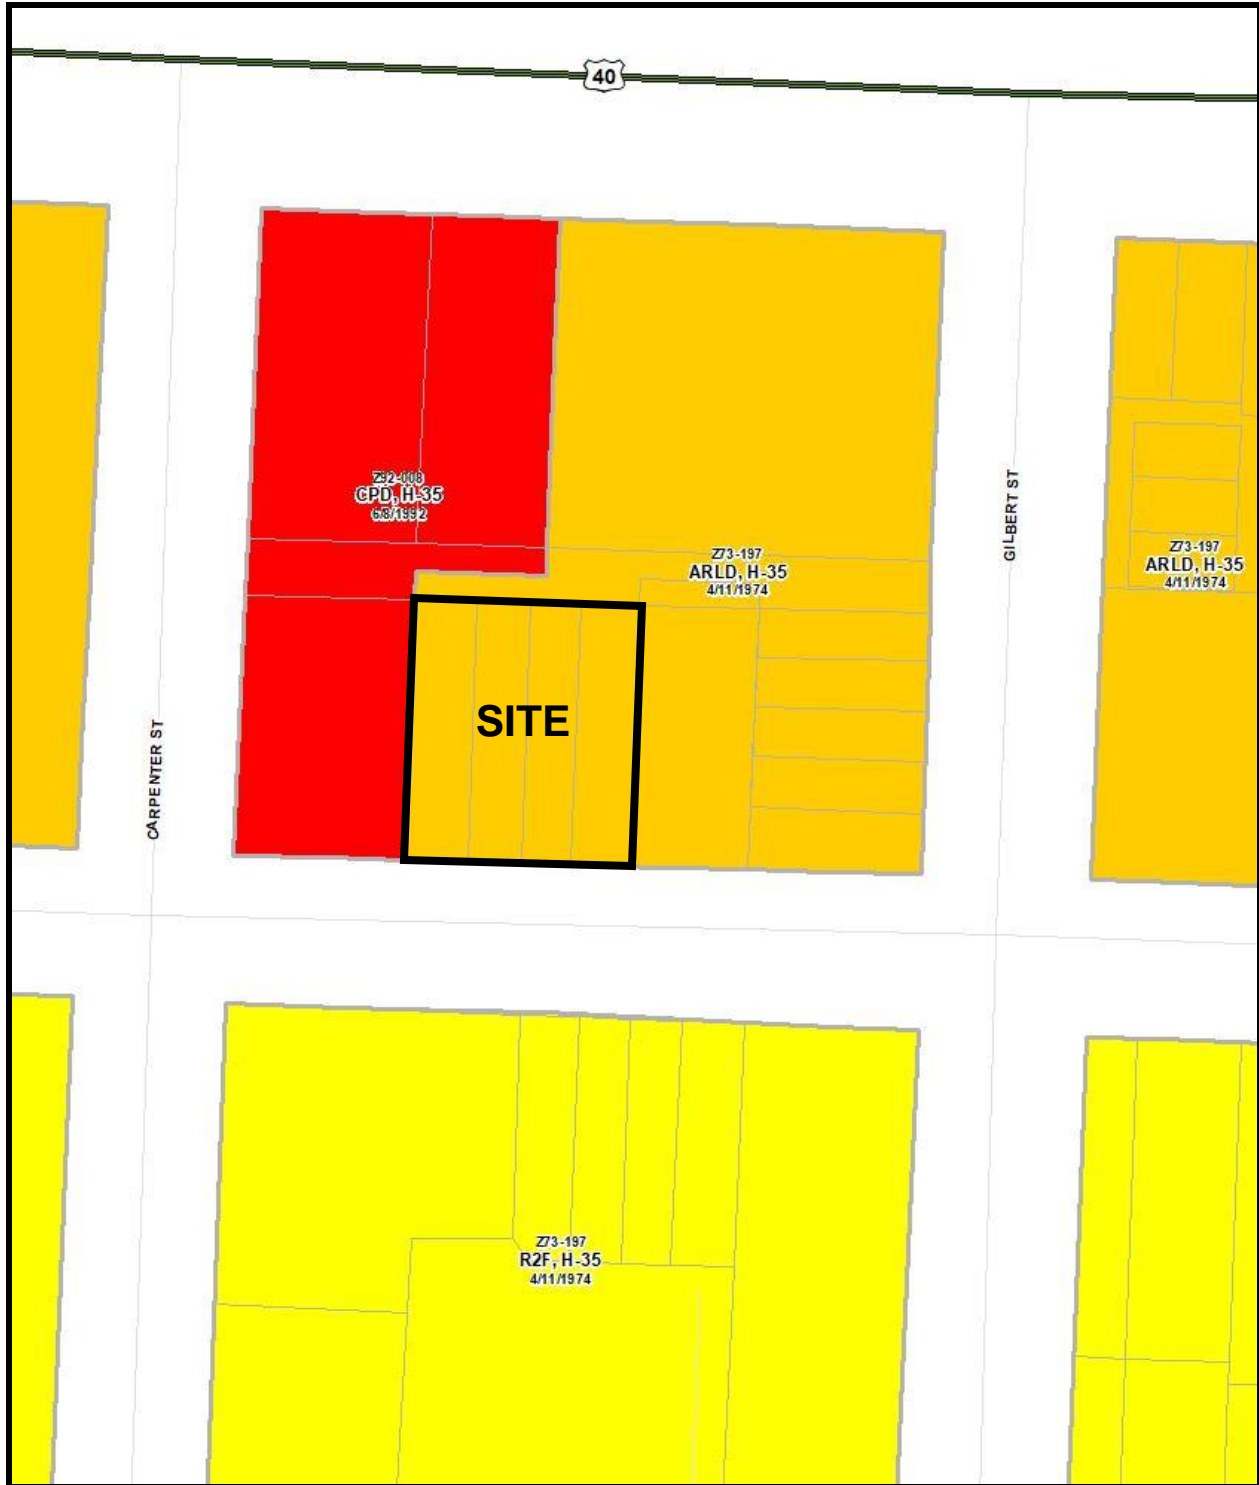 40
Z92-008
CPD, H-35
6/8/1992
GILBERT ST
Z73-197
ARLD, H-35
4/11/1974
Z73-197
ARLD, H-35
4/11/1974
SITE
CARPENTER ST
Z73-197
R2F, H-35
4/11/1974